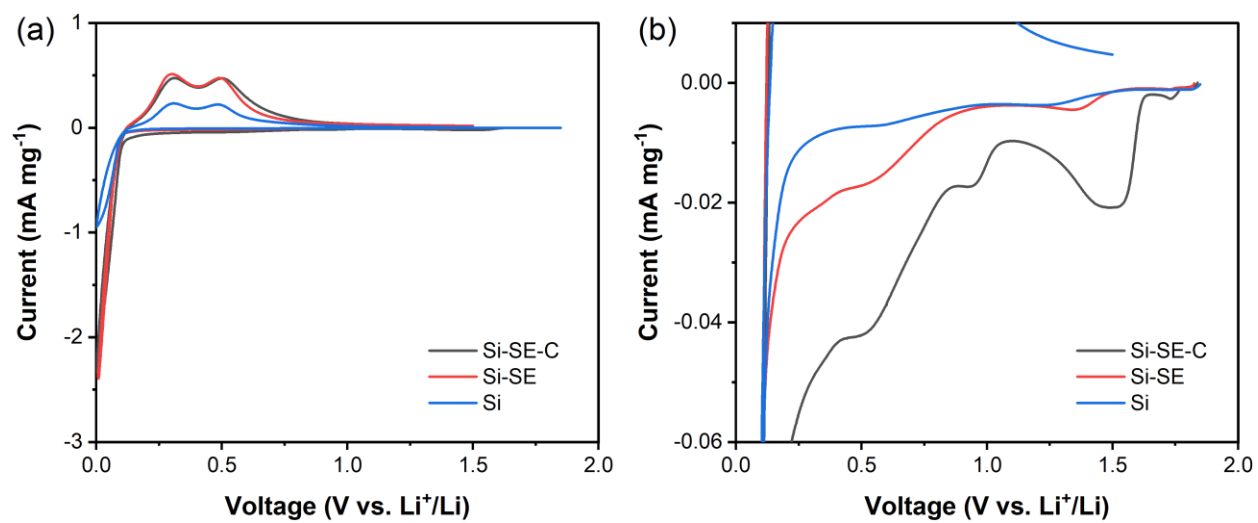 (a)
1
0
-1
-2
-3
Current (mA mg⁻¹)
Si-SE-C
Si-SE
Si
0.0 0.5 1.0 1.5 2.0
Voltage (V vs. Li⁺/Li)
(b)
0.00
-0.02
-0.04
-0.06
Current (mA mg⁻¹)
Si-SE-C
Si-SE
Si
0.0 0.5 1.0 1.5 2.0
Voltage (V vs. Li⁺/Li)